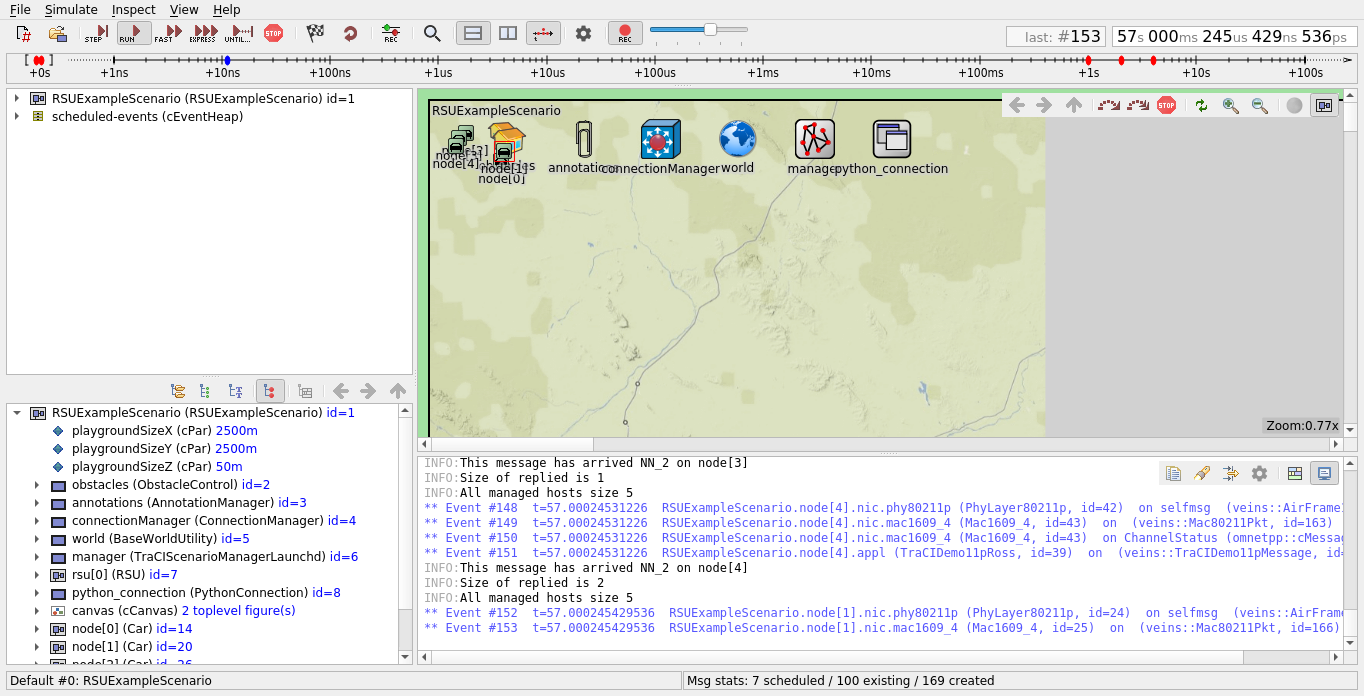 File Simulate Inspect View Help
STEP RUN FAST EXPRESS UNTIL... STOP REC REC last: #153 57s 000ms 245us 429ns 536ps
+0s +1ns +10ns +100ns +1us +10us +100us +1ms +10ms +100ms +1s +10s +100s
RSUExampleScenario (RSUExampleScenario) id=1
scheduled-events (cEventHeap)
RSUExampleScenario (RSUExampleScenario) id=1
playgroundSizeX (cPar) 2500m
playgroundSizeY (cPar) 2500m
playgroundSizeZ (cPar) 50m
obstacles (ObstacleControl) id=2
annotations (AnnotationManager) id=3
connectionManager (ConnectionManager) id=4
world (BaseWorldUtility) id=5
manager (TraCIScenarioManagerLaunchd) id=6
rsu[0] (RSU) id=7
python_connection (PythonConnection) id=8
canvas (cCanvas) 2 toplevel figure(s)
node[0] (Car) id=14
node[1] (Car) id=20
node[2] (Car) id=26
RSUExampleScenario
STOP
node[4]
node[1]
node[0]
connectionManager
world
python_connection
Zoom:0.77x
INFO:This message has arrived NN_2 on node[3]
INFO:Size of replied is 1
INFO:All managed hosts size 5
** Event #148 t=57.00024531226 RSUExampleScenario.node[4].nic.phy80211p (PhyLayer80211p, id=42) on selfmsg (veins::AirFrame
** Event #149 t=57.00024531226 RSUExampleScenario.node[4].nic.mac1609_4 (Mac1609_4, id=43) on (veins::Mac80211Pkt, id=163)
** Event #150 t=57.00024531226 RSUExampleScenario.node[4].nic.mac1609_4 (Mac1609_4, id=43) on ChannelStatus (omnetpp::cMessag
** Event #151 t=57.00024531226 RSUExampleScenario.node[4].appl (TraCIDemo11pRoss, id=39) on (veins::TraCIDemo11pMessage, id=
INFO:This message has arrived NN_2 on node[4]
INFO:Size of replied is 2
INFO:All managed hosts size 5
** Event #152 t=57.000245429536 RSUExampleScenario.node[1].nic.phy80211p (PhyLayer80211p, id=24) on selfmsg (veins::AirFrame
** Event #153 t=57.000245429536 RSUExampleScenario.node[1].nic.mac1609_4 (Mac1609_4, id=25) on (veins::Mac80211Pkt, id=166)
Default #0: RSUExampleScenario
Msg stats: 7 scheduled / 100 existing / 169 created